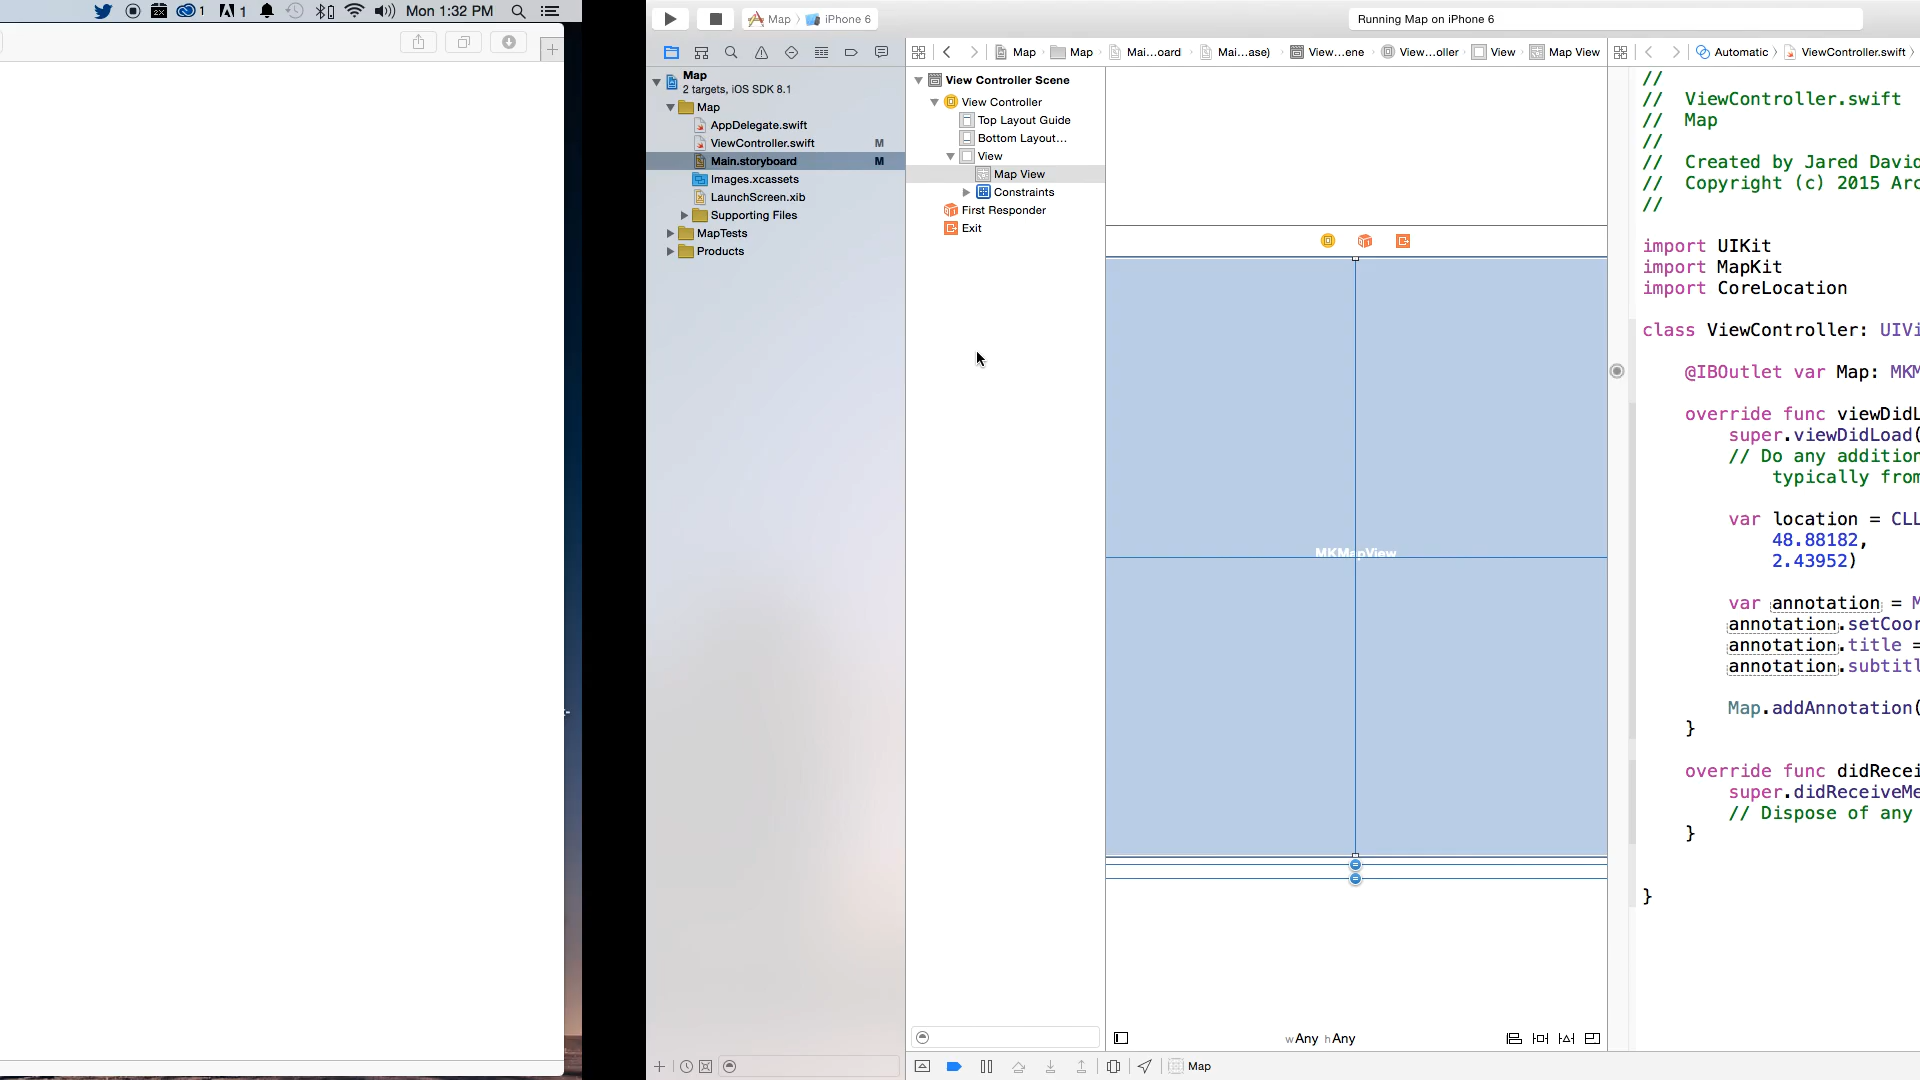 1
1
Mon 1:32 PM
Map
iPhone 6
Running Map on iPhone 6
Map
Map
Mai...oard
Mai...ase)
View...ene
View...oller
View
Map View
Automatic
ViewController.swift
Map
2 targets, iOS SDK 8.1
Map
AppDelegate.swift
ViewController.swift M
Main.storyboard M
Images.xcassets
LaunchScreen.xib
Supporting Files
MapTests
Products
View Controller Scene
View Controller
Top Layout Guide
Bottom Layout...
View
Map View
Constraints
First Responder
Exit
MKMapView
wAny hAny
Map
//
// ViewController.swift
// Map
//
// Created by Jared David
// Copyright (c) 2015 Arc
//
import UIKit
import MapKit
import CoreLocation
class ViewController: UIVi
@IBOutlet var Map: MKM
override func viewDidL
super.viewDidLoad(
// Do any addition
typically from
var location = CLL
48.88182,
2.43952)
var annotation = M
annotation.setCoor
annotation.title =
annotation.subtitl
Map.addAnnotation(
}
override func didRecei
super.didReceiveMe
// Dispose of any
}
}